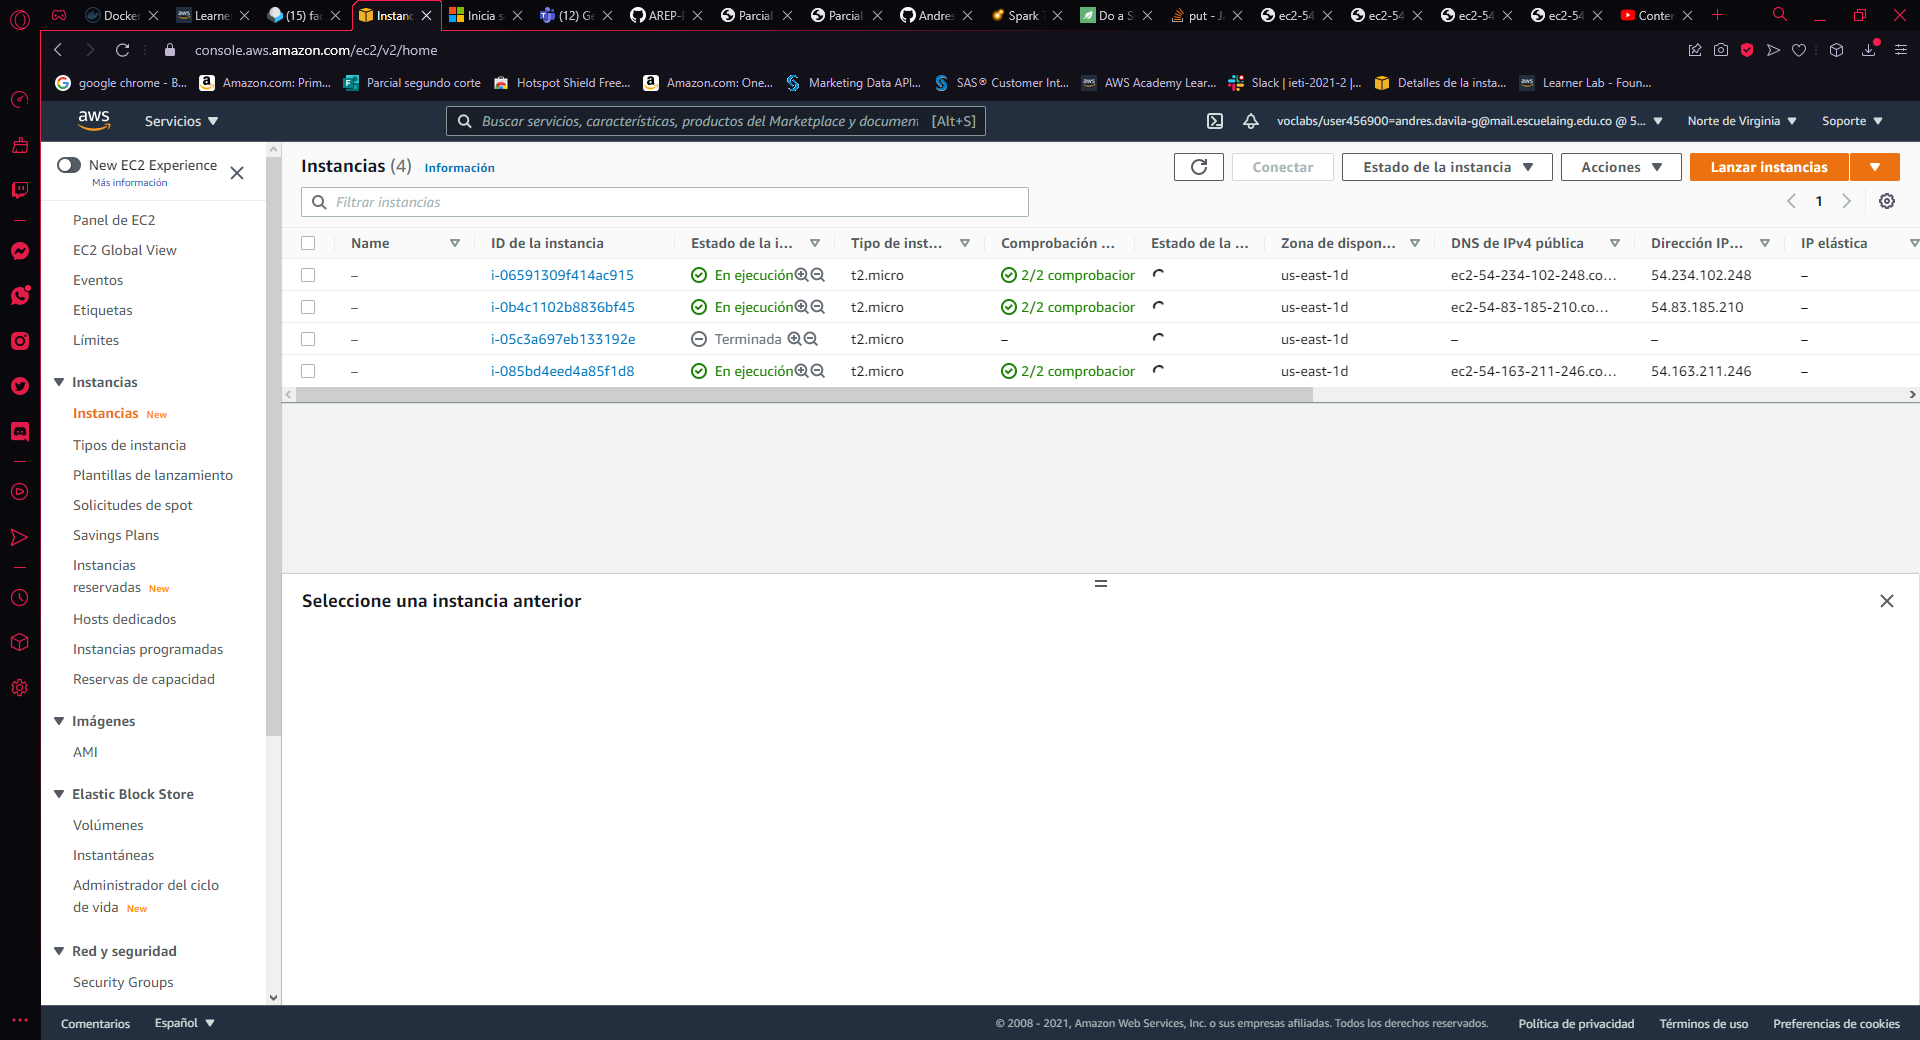 Docker
Learner
(15) fac
Instanc
Inicia s
(12) Ge
AREP-
Parcial
Parcial
Andres
Spark
Do a S
put - Ja
ec2-54
ec2-54
ec2-54
ec2-54
Conter
console.aws.amazon.com/ec2/v2/home
google chrome - B...
Amazon.com: Prim...
Parcial segundo corte
Hotspot Shield Free...
Amazon.com: One...
Marketing Data API...
SAS® Customer Int...
AWS Academy Lear...
Slack | ieti-2021-2 |...
Detalles de la insta...
Learner Lab - Foun...
aws
Servicios
Buscar servicios, características, productos del Marketplace y document
[Alt+S]
voclabs/user456900=andres.davila-g@mail.escuelaing.edu.co @ 5...
Norte de Virginia
Soporte
New EC2 Experience
Más información
Panel de EC2
EC2 Global View
Eventos
Etiquetas
Límites
Instancias
Instancias New
Tipos de instancia
Plantillas de lanzamiento
Solicitudes de spot
Savings Plans
Instancias
reservadas New
Hosts dedicados
Instancias programadas
Reservas de capacidad
Imágenes
AMI
Elastic Block Store
Volúmenes
Instantáneas
Administrador del ciclo
de vida New
Red y seguridad
Security Groups
Instancias (4) Información
Conectar
Estado de la instancia
Acciones
Lanzar instancias
Filtrar instancias
1
Name ID de la instancia Estado de la i... Tipo de inst... Comprobación ... Estado de la ... Zona de dispon... DNS de IPv4 pública Dirección IP... IP elástica
– i-06591309f414ac915 En ejecución t2.micro 2/2 comprobacior us-east-1d ec2-54-234-102-248.co... 54.234.102.248 –
– i-0b4c1102b8836bf45 En ejecución t2.micro 2/2 comprobacior us-east-1d ec2-54-83-185-210.co... 54.83.185.210 –
– i-05c3a697eb133192e Terminada t2.micro – us-east-1d – – –
– i-085bd4eed4a85f1d8 En ejecución t2.micro 2/2 comprobacior us-east-1d ec2-54-163-211-246.co... 54.163.211.246 –
Seleccione una instancia anterior
Comentarios
Español
© 2008 - 2021, Amazon Web Services, Inc. o sus empresas afiliadas. Todos los derechos reservados.
Política de privacidad
Términos de uso
Preferencias de cookies